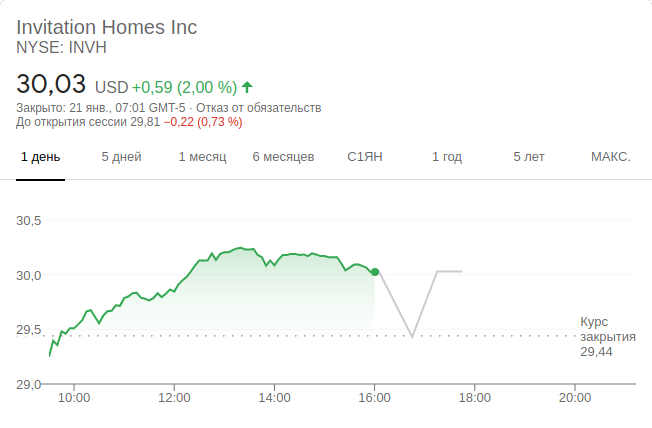 Invitation Homes Inc
NYSE: INVH
30,03 USD +0,59 (2,00 %)
Закрыто: 21 янв., 07:01 GMT-5 · Отказ от обязательств
До открытия сессии 29,81 −0,22 (0,73 %)
1 день 5 дней 1 месяц 6 месяцев С1ЯН 1 год 5 лет МАКС.
30,5
30,0
29,5
Курс
закрытия
29,44
29,0
10:00 12:00 14:00 16:00 18:00 20:00